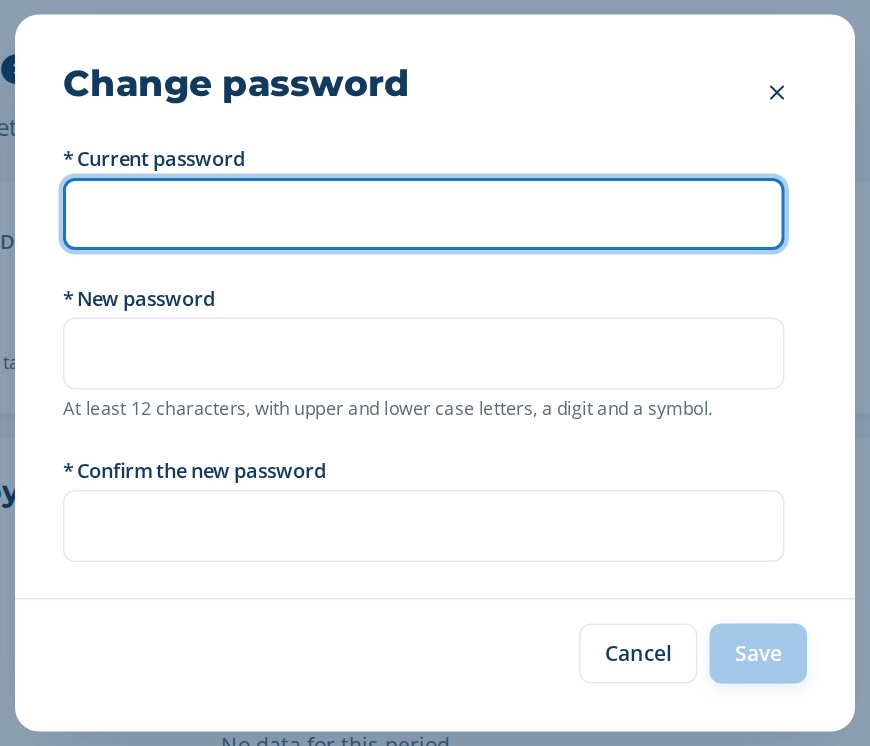 Change password
* Current password
* New password
At least 12 characters, with upper and lower case letters, a digit and a symbol.
* Confirm the new password
Cancel
Save
No data for this period